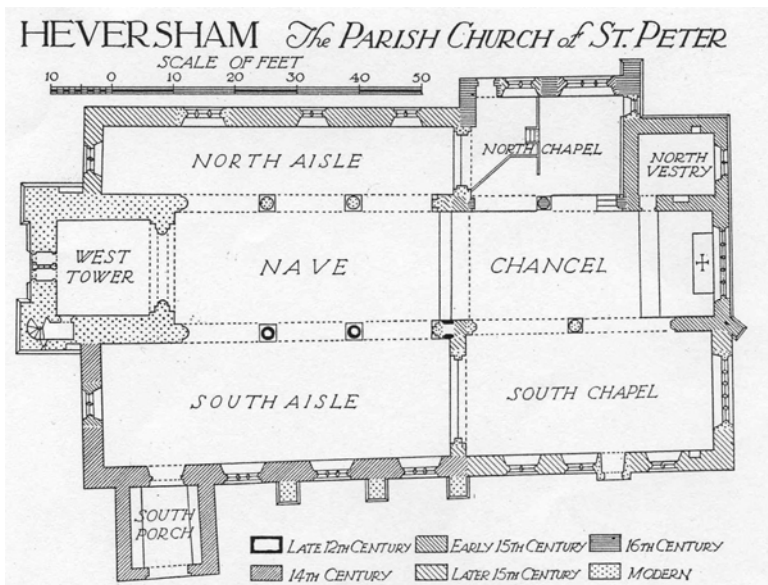 HEVERSHAM The PARISH CHURCH of ST. PETER
SCALE OF FEET
10 0 10 20 30 40 50
NORTH AISLE
NORTH CHAPEL
NORTH
VESTRY
WEST
TOWER
NAVE
CHANCEL
SOUTH AISLE
SOUTH CHAPEL
SOUTH
PORCH
LATE 12TH CENTURY
EARLY 15TH CENTURY
16TH CENTURY
14TH CENTURY
LATER 15TH CENTURY
MODERN